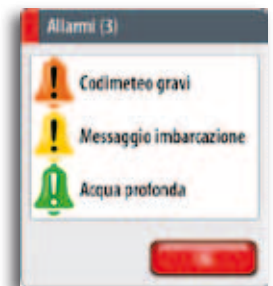 Allarmi (3)
Codimeteo gravi
Messaggio imbarcazione
Acqua profonda